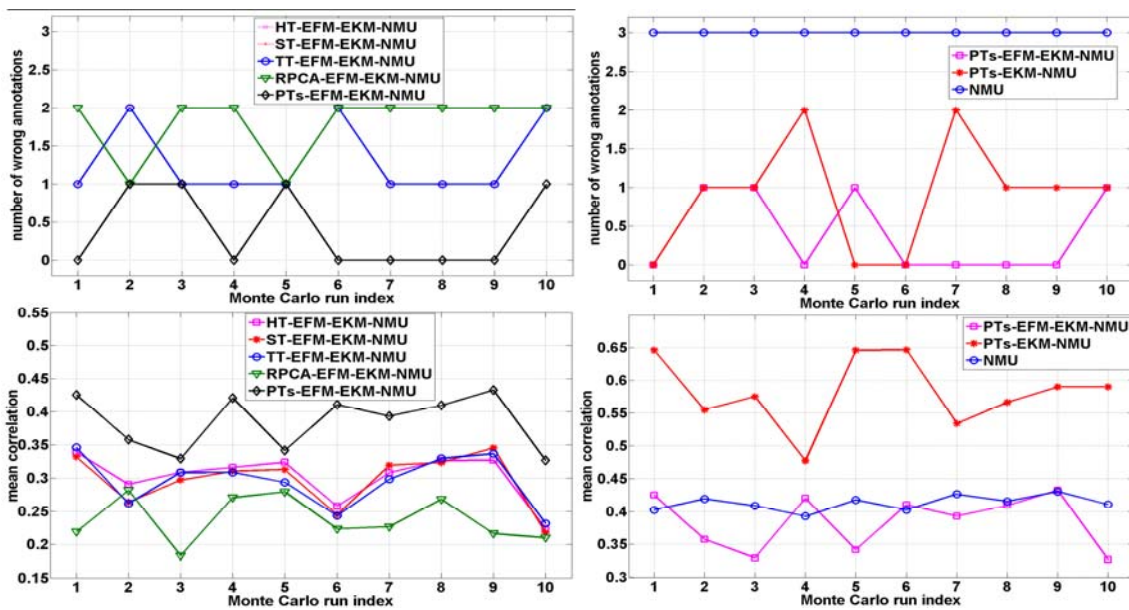 number of wrong annotations
3
2.5
2
1.5
1
0.5
0
HT-EFM-EKM-NMU
ST-EFM-EKM-NMU
TT-EFM-EKM-NMU
RPCA-EFM-EKM-NMU
PTs-EFM-EKM-NMU
1 2 3 4 5 6 7 8 9 10
Monte Carlo run index
number of wrong annotations
3
2.5
2
1.5
1
0.5
0
PTs-EFM-EKM-NMU
PTs-EKM-NMU
NMU
1 2 3 4 5 6 7 8 9 10
Monte Carlo run index
mean correlation
0.55
0.5
0.45
0.4
0.35
0.3
0.25
0.2
0.15
HT-EFM-EKM-NMU
ST-EFM-EKM-NMU
TT-EFM-EKM-NMU
RPCA-EFM-EKM-NMU
PTs-EFM-EKM-NMU
1 2 3 4 5 6 7 8 9 10
Monte Carlo run index
mean correlation
0.65
0.6
0.55
0.5
0.45
0.4
0.35
0.3
PTs-EFM-EKM-NMU
PTs-EKM-NMU
NMU
1 2 3 4 5 6 7 8 9 10
Monte Carlo run index